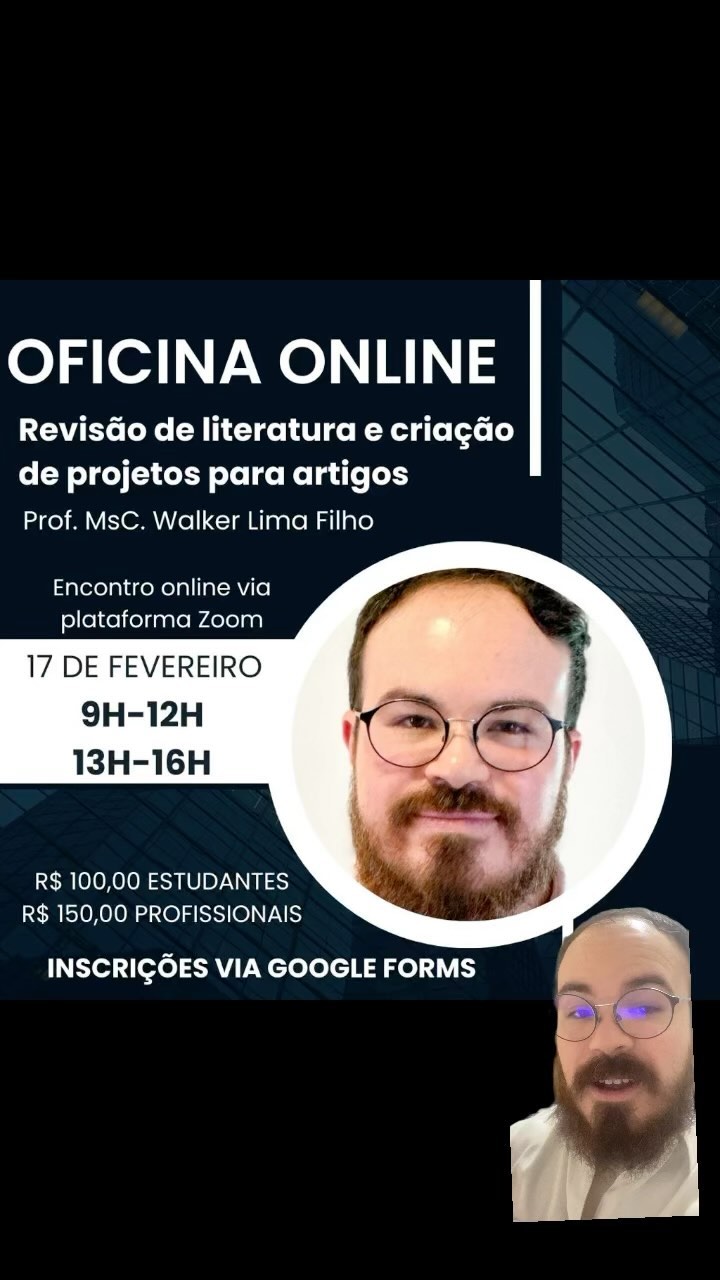 OFICINA ONLINE
Revisão de literatura e criação
de projetos para artigos
Prof. MsC. Walker Lima Filho
Encontro online via
plataforma Zoom
17 DE FEVEREIRO
9H-12H
13H-16H
R$ 100,00 ESTUDANTES
R$ 150,00 PROFISSIONAIS
INSCRIÇÕES VIA GOOGLE FORMS